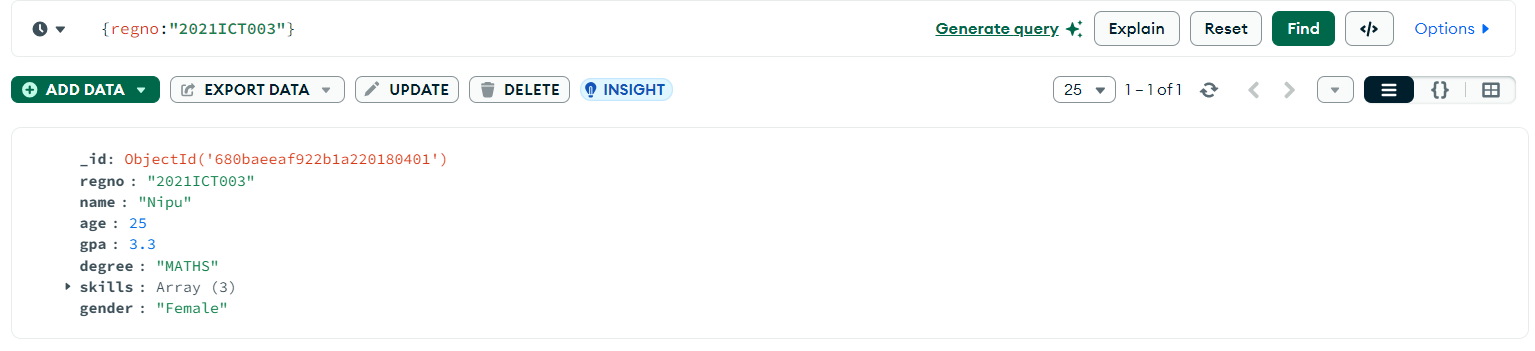 {regno:"2021ICT003"} Generate query Explain Reset Find </> Options
ADD DATA EXPORT DATA UPDATE DELETE INSIGHT 25 1 – 1 of 1 {}
_id: ObjectId('680baeeaf922b1a220180401')
regno : "2021ICT003"
name : "Nipu"
age : 25
gpa : 3.3
degree : "MATHS"
skills : Array (3)
gender : "Female"